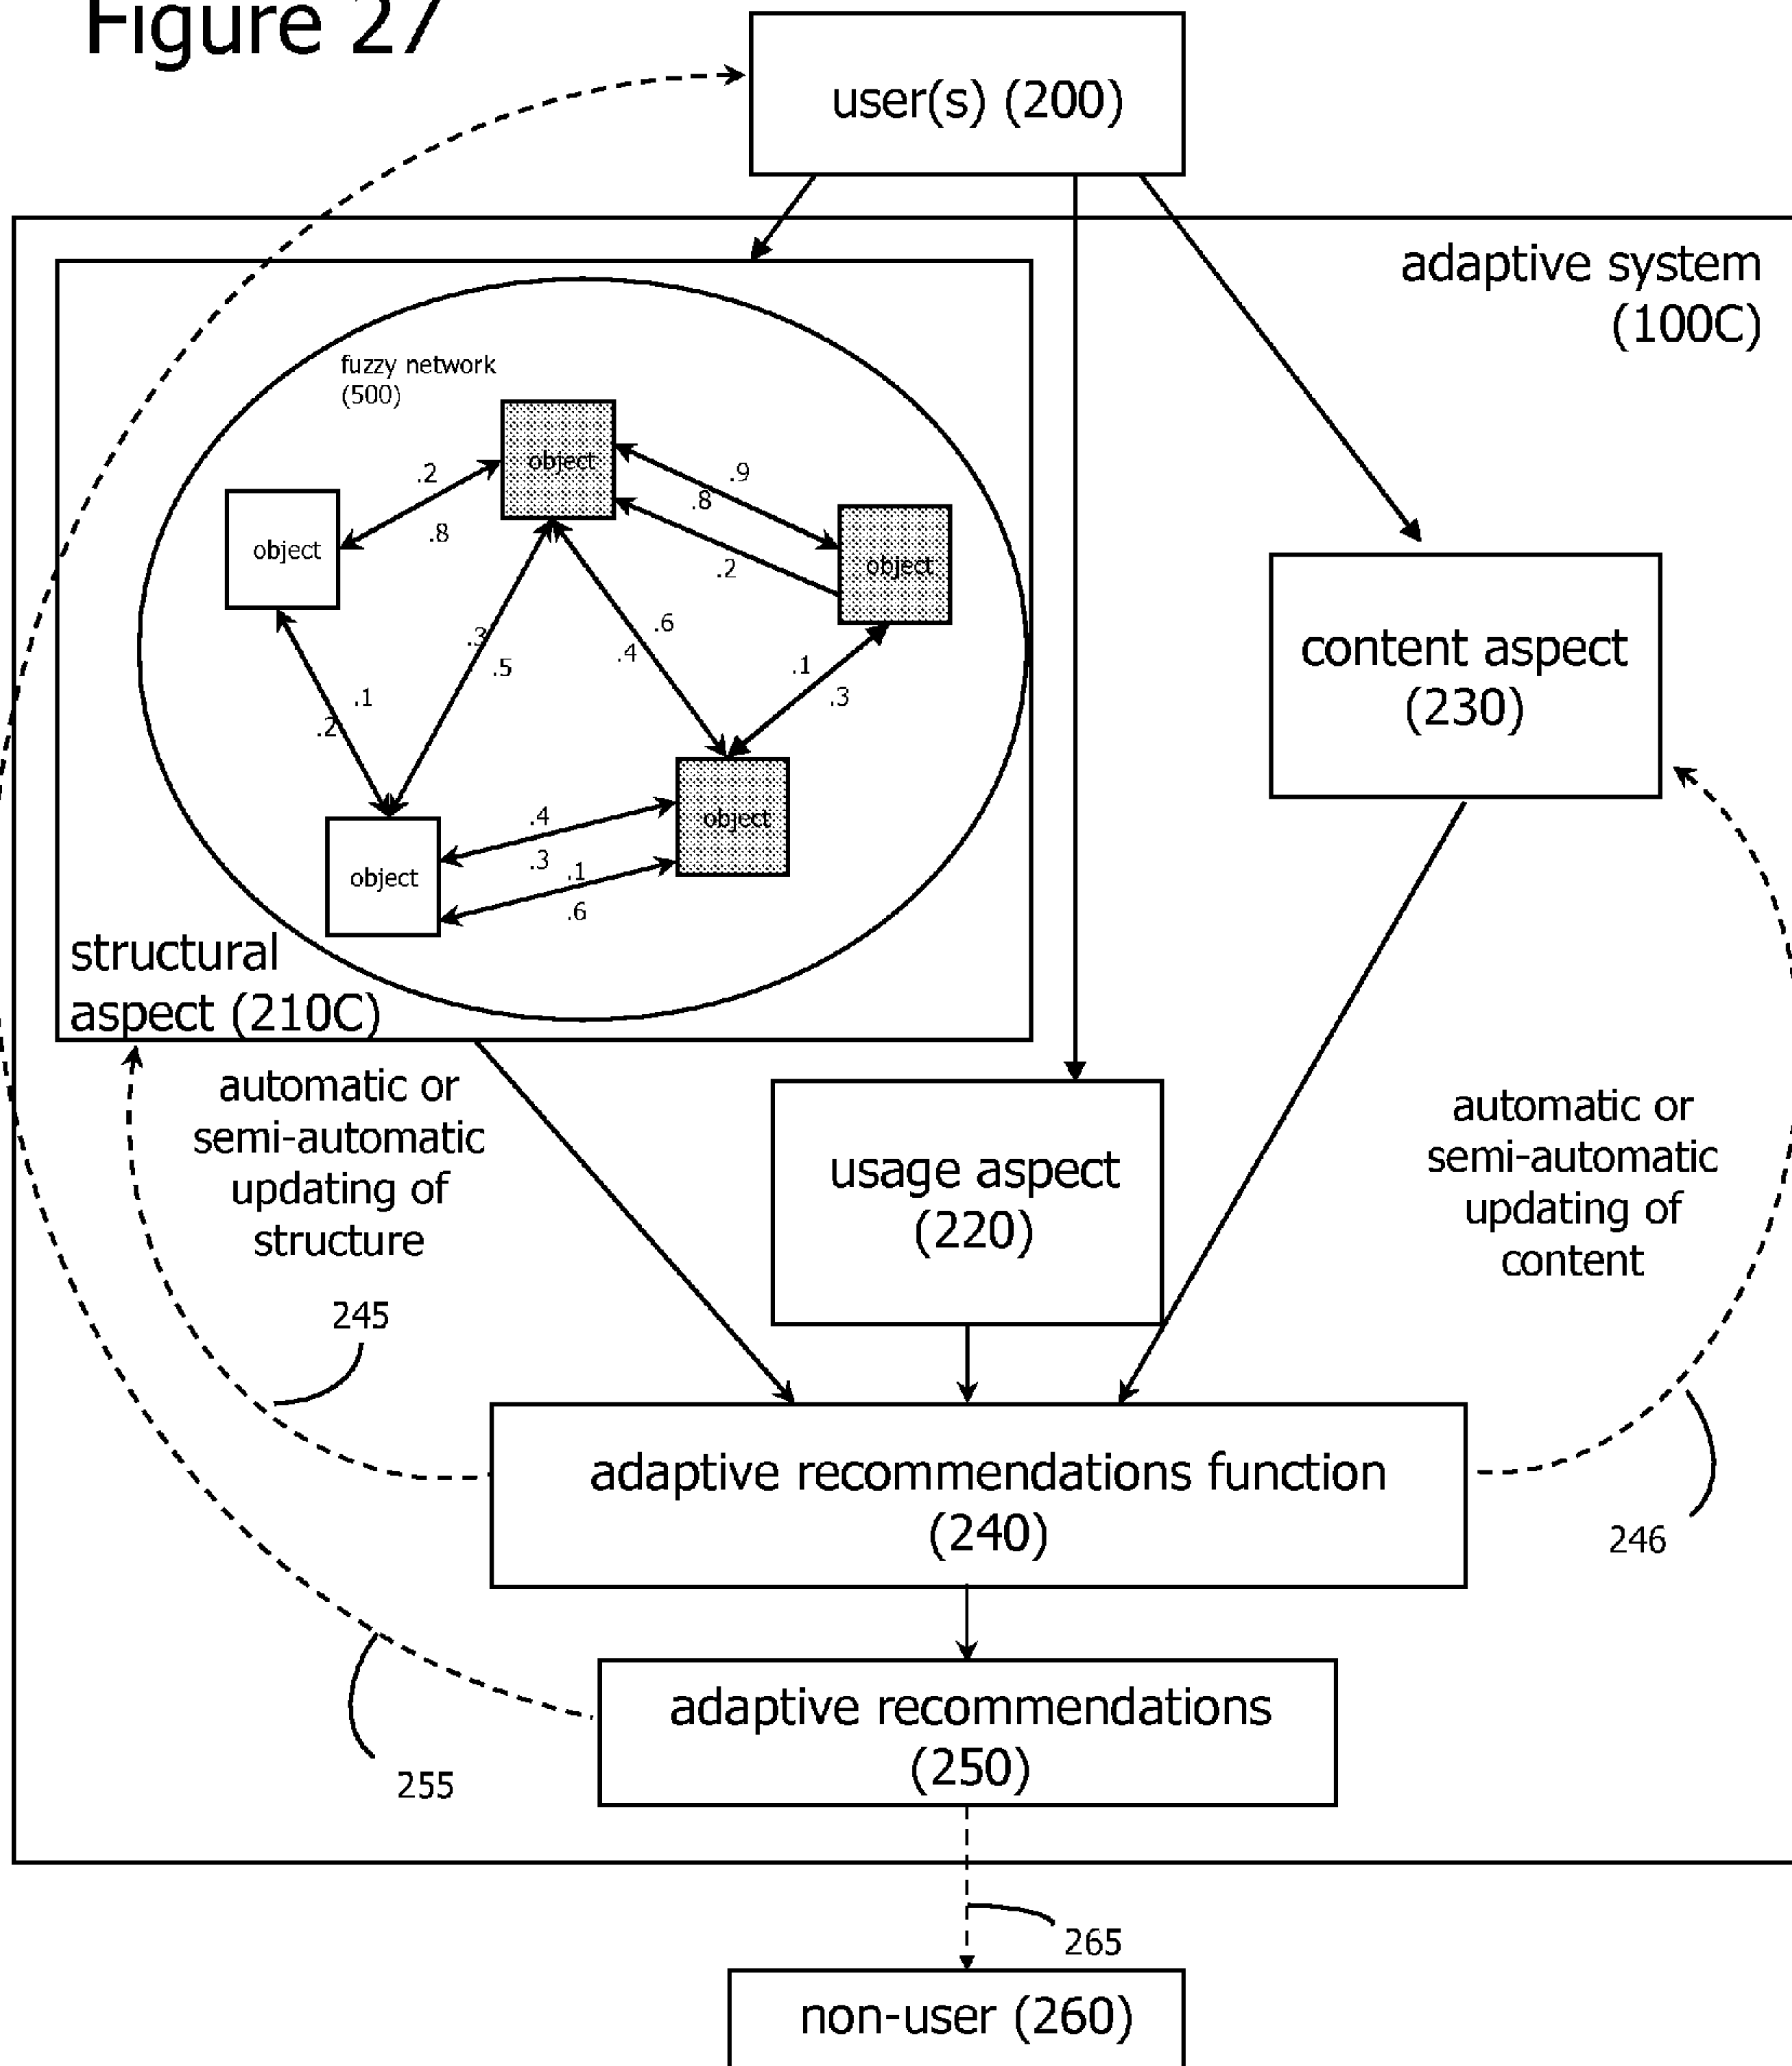 Figure 27
user(s) (200)
adaptive system
(100C)
fuzzy network
(500)
object
.2
.9
.8
object
.8
object
.2
.3
.5
.6
.4
.1
.3
.1
.2
content aspect
(230)
object
.4
.3
.1
.6
object
structural
aspect (210C)
automatic or
semi-automatic
updating of
structure
245
usage aspect
(220)
automatic or
semi-automatic
updating of
content
246
adaptive recommendations function
(240)
adaptive recommendations
(250)
255
265
non-user (260)